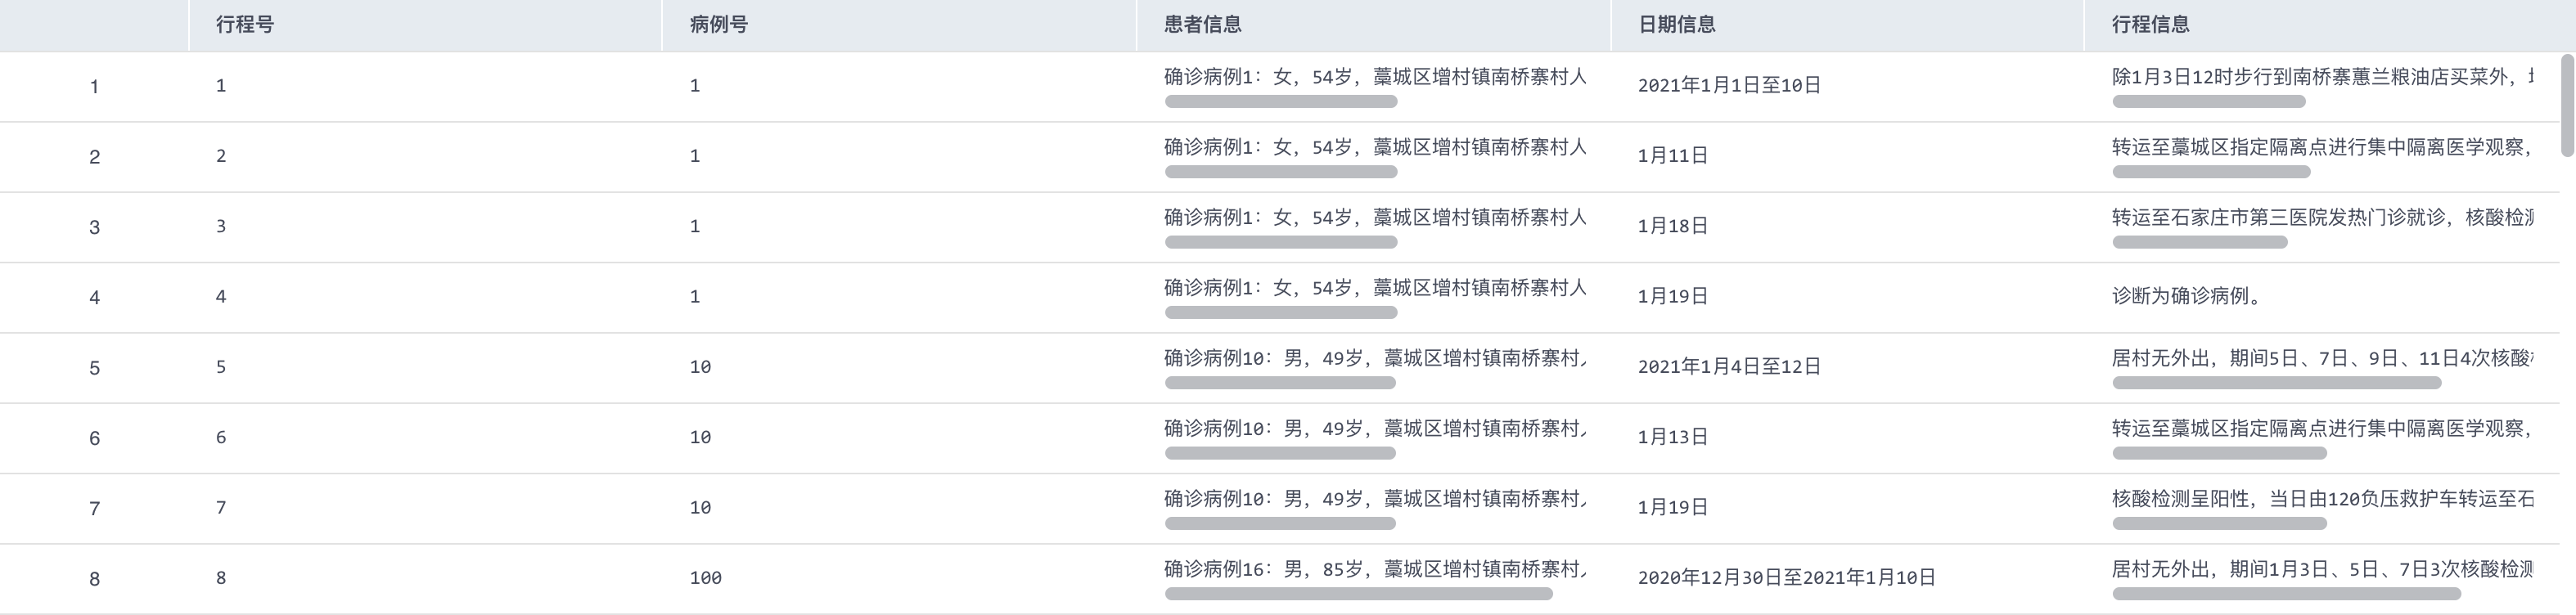 行程号 病例号 患者信息 日期信息 行程信息
1 1 1 确诊病例1：女，54岁，藁城区增村镇南桥寨村人 2021年1月1日至10日 除1月3日12时步行到南桥寨蕙兰粮油店买菜外，
2 2 1 确诊病例1：女，54岁，藁城区增村镇南桥寨村人 1月11日 转运至藁城区指定隔离点进行集中隔离医学观察，
3 3 1 确诊病例1：女，54岁，藁城区增村镇南桥寨村人 1月18日 转运至石家庄市第三医院发热门诊就诊，核酸检测
4 4 1 确诊病例1：女，54岁，藁城区增村镇南桥寨村人 1月19日 诊断为确诊病例。
5 5 10 确诊病例10：男，49岁，藁城区增村镇南桥寨村 2021年1月4日至12日 居村无外出，期间5日、7日、9日、11日4次核酸
6 6 10 确诊病例10：男，49岁，藁城区增村镇南桥寨村 1月13日 转运至藁城区指定隔离点进行集中隔离医学观察，
7 7 10 确诊病例10：男，49岁，藁城区增村镇南桥寨村 1月19日 核酸检测呈阳性，当日由120负压救护车转运至石
8 8 100 确诊病例16：男，85岁，藁城区增村镇南桥寨村 2020年12月30日至2021年1月10日 居村无外出，期间1月3日、5日、7日3次核酸检测